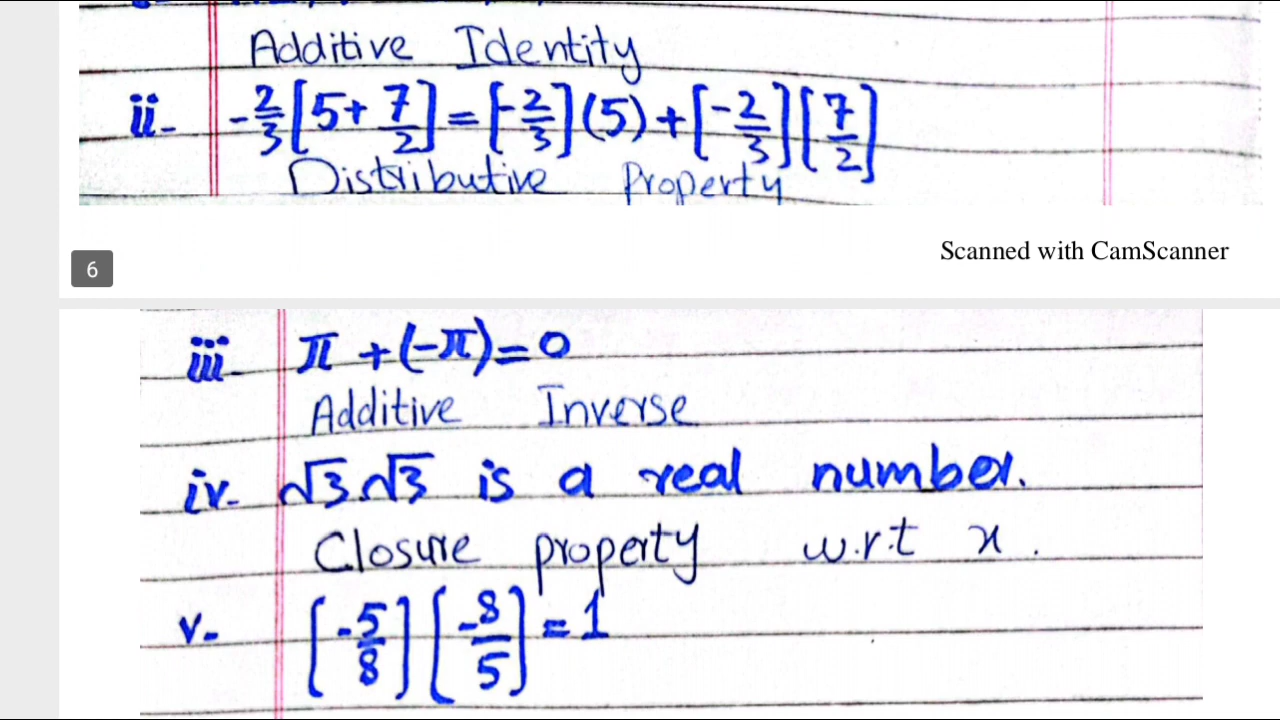 Additive Identity
ii- -2/3[5+ 7/2]=[-2/3](5)+[-2/3][7/2]
Distributive Property
Scanned with CamScanner
6
iii- π +(-π)=0
Additive Inverse
iv- √3√3 is a real number.
Closure property w.r.t x.
v- [-5/8][-8/5]=1